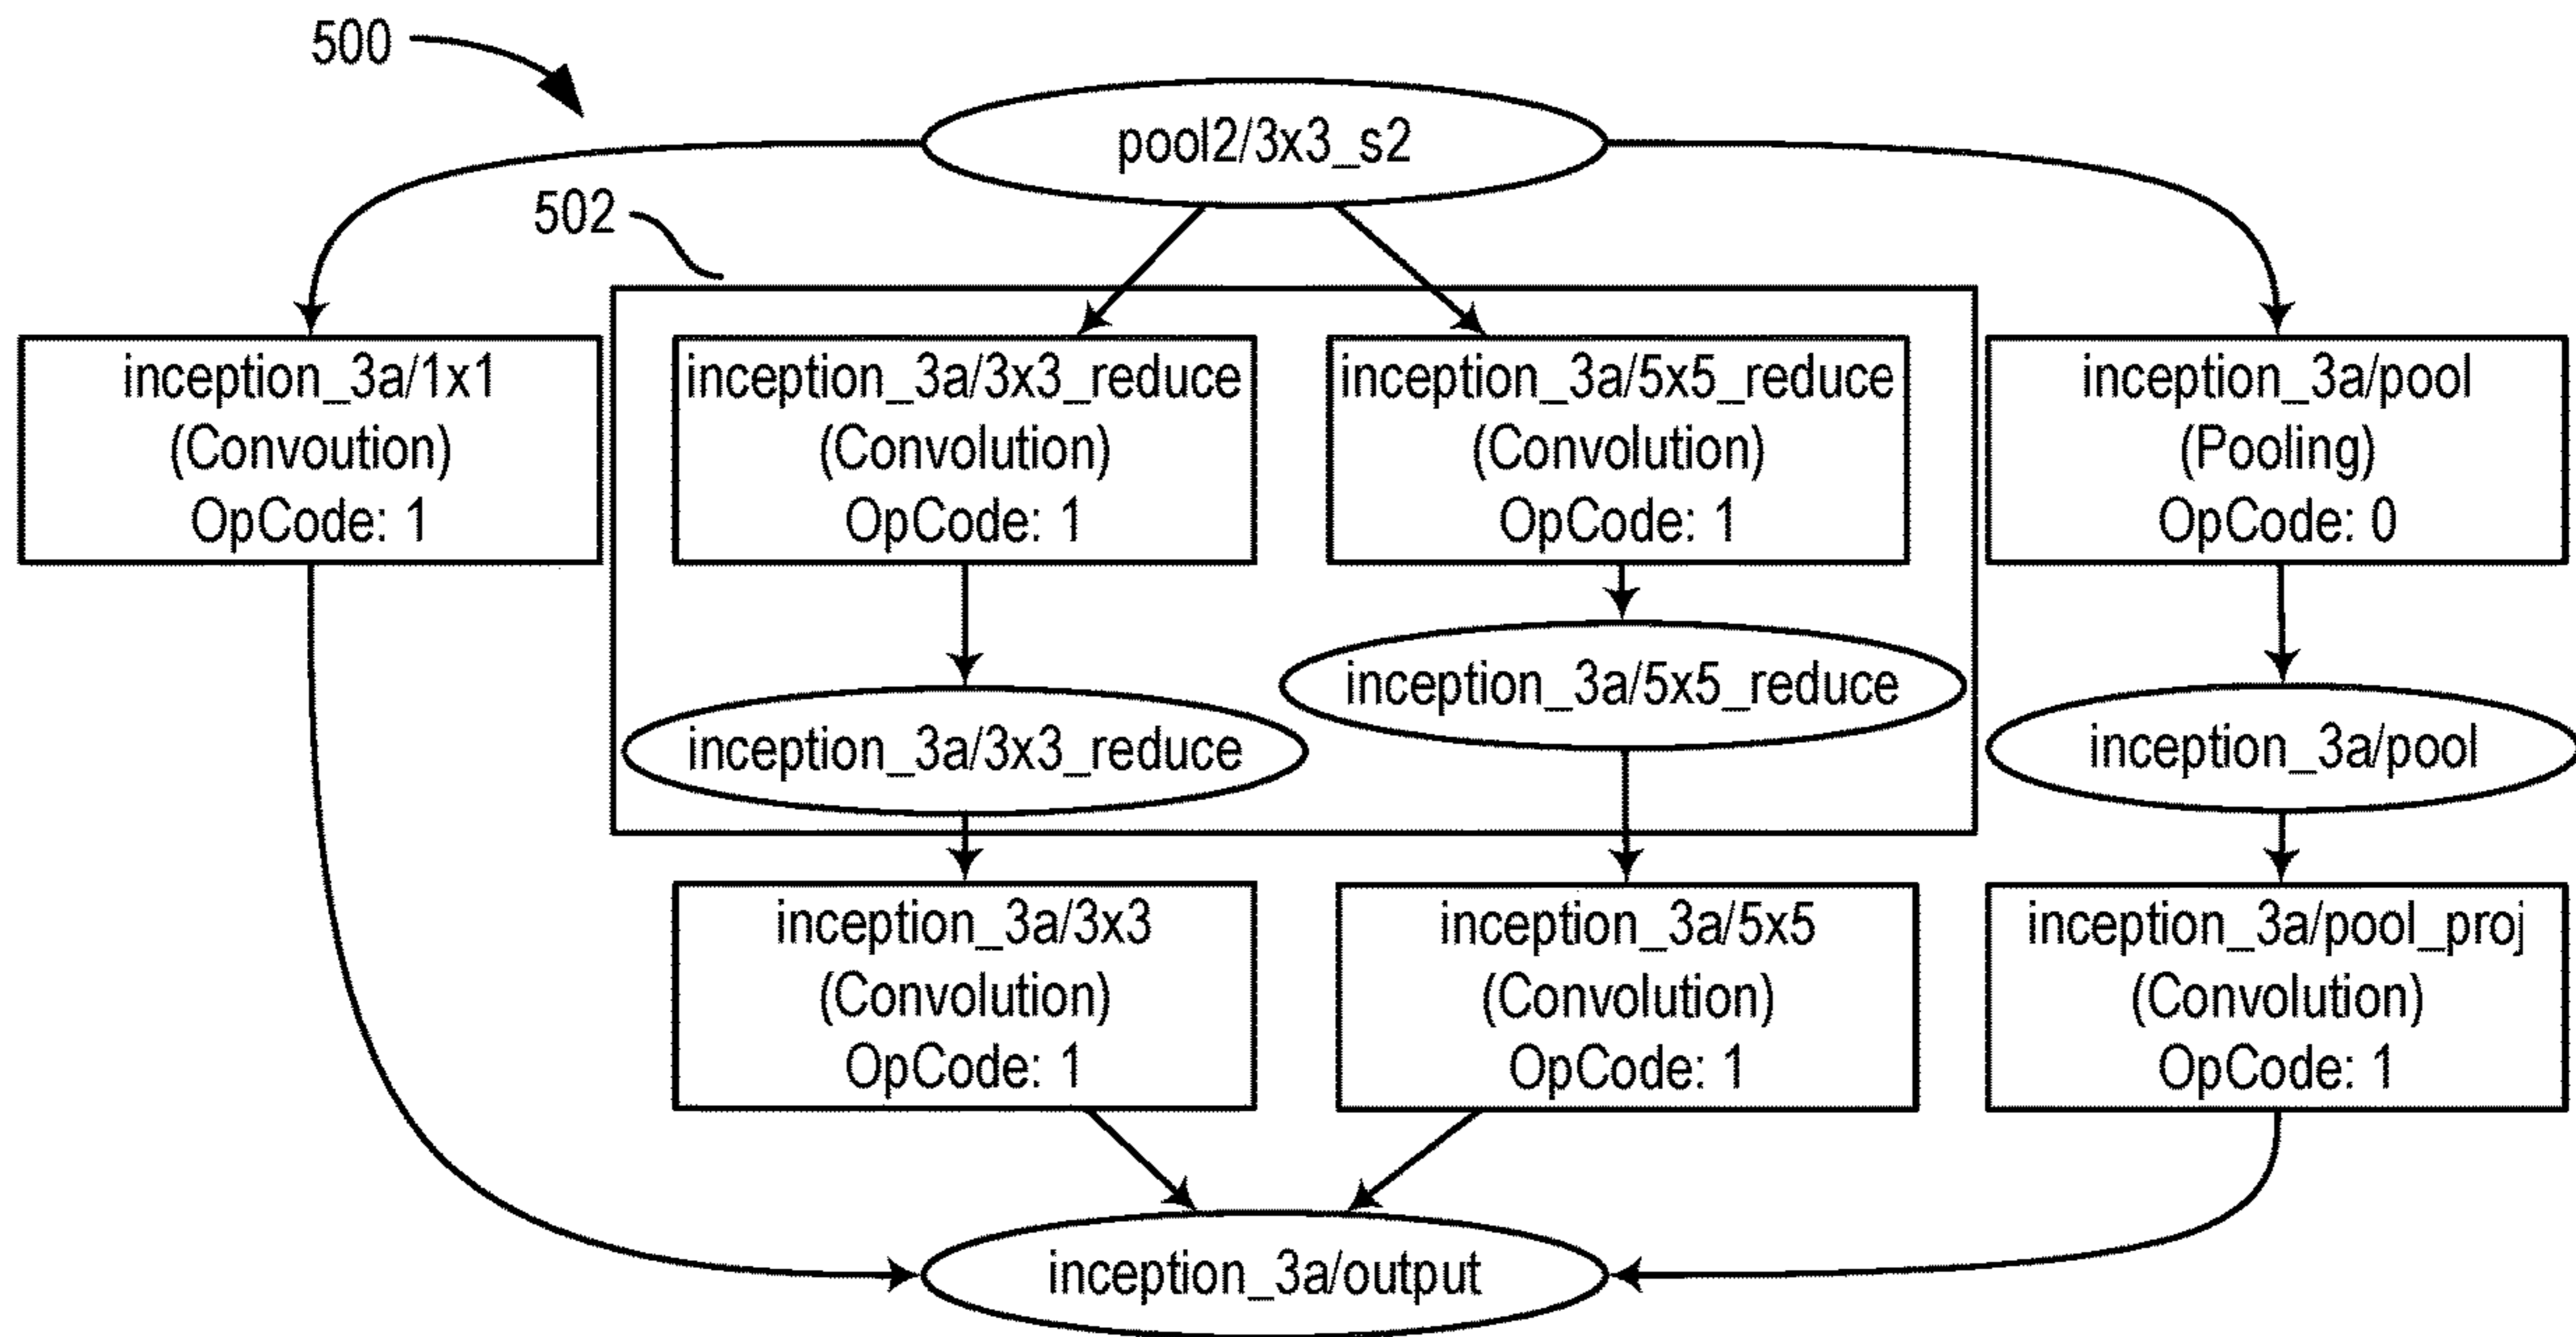 500
pool2/3x3_s2
502
inception_3a/1x1
(Convoution)
OpCode: 1
inception_3a/3x3_reduce
(Convolution)
OpCode: 1
inception_3a/5x5_reduce
(Convolution)
OpCode: 1
inception_3a/pool
(Pooling)
OpCode: 0
inception_3a/3x3_reduce
inception_3a/5x5_reduce
inception_3a/pool
inception_3a/3x3
(Convolution)
OpCode: 1
inception_3a/5x5
(Convolution)
OpCode: 1
inception_3a/pool_proj
(Convolution)
OpCode: 1
inception_3a/output